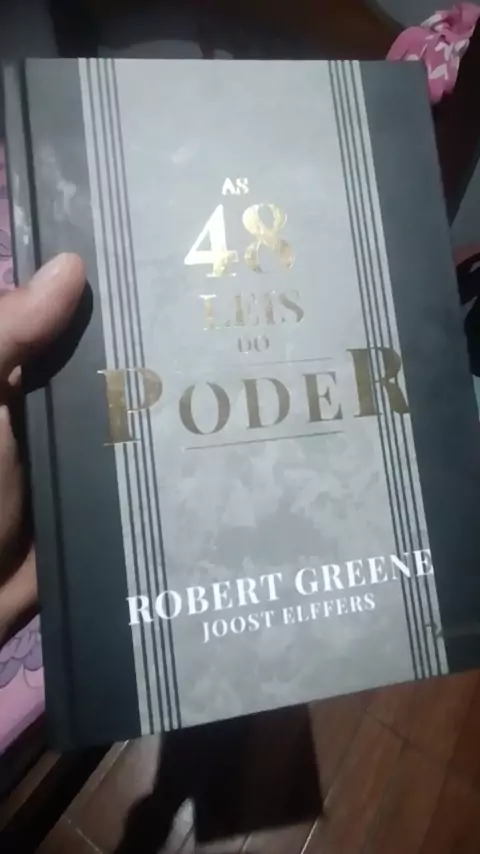 AS
48
LEIS
DO
PODER
ROBERT GREENE
JOOST ELFFERS